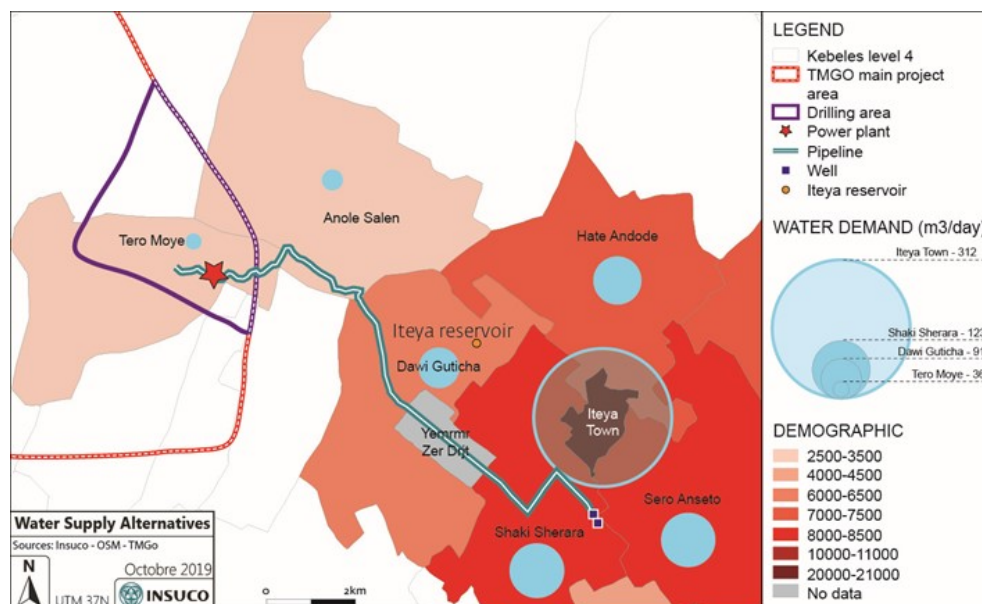 Anole Salen
Tero Moye
Hate Andode
Iteya reservoir
Dawi Guticha
Iteya
Town
Yemrmr
Zer Drjt
Sero Anseto
Shaki Sherara
Water Supply Alternatives
Sources: Insuco - OSM - TMGo
Octobre 2019
N
UTM 37N
INSUCO
0 2km
LEGEND
Kebeles level 4
TMGO main project
area
Drilling area
Power plant
Pipeline
Well
Iteya reservoir
WATER DEMAND (m3/day)
Iteya Town - 312
Shaki Sherara - 123
Dawi Guticha - 91
Tero Moye - 36
DEMOGRAPHIC
2500-3500
4000-4500
6000-6500
7000-7500
8000-8500
10000-11000
20000-21000
No data